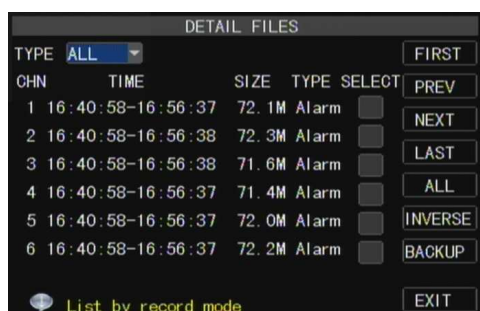 DETAIL FILES
TYPE ALL FIRST
CHN TIME SIZE TYPE SELECT PREV
1 16:40:58-16:56:37 72.1M Alarm
NEXT
2 16:40:58-16:56:38 72.3M Alarm
LAST
3 16:40:58-16:56:38 71.6M Alarm
4 16:40:58-16:56:37 71.4M Alarm ALL
5 16:40:58-16:56:37 72.0M Alarm INVERSE
6 16:40:58-16:56:37 72.2M Alarm BACKUP
List by record mode EXIT